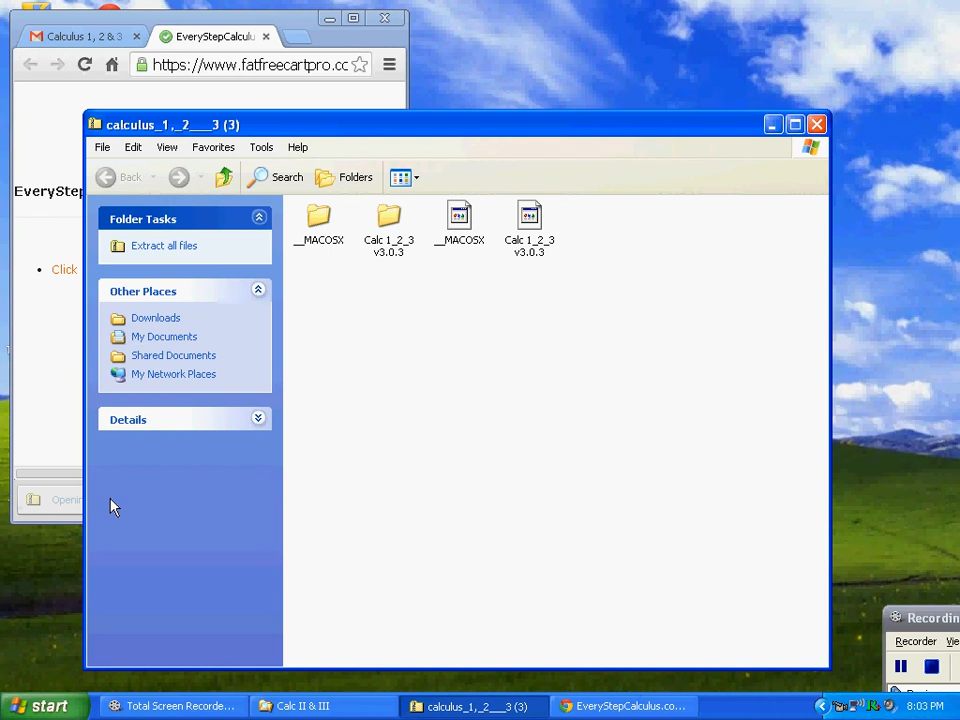 Calculus 1, 2 & 3
EveryStepCalculu
https://www.fatfreecartpro.cc
calculus_1,_2___3 (3)
File Edit View Favorites Tools Help
Back Search Folders
EveryStep
Click
Openin
Folder Tasks
Extract all files
Other Places
Downloads
My Documents
Shared Documents
My Network Places
Details
__MACOSX
Calc 1_2_3
v3.0.3
__MACOSX
Calc 1_2_3
v3.0.3
Recordin
Recorder Vie
start
Total Screen Recorde...
Calc II & III
calculus_1,_2___3 (3)
EveryStepCalculus.co...
8:03 PM